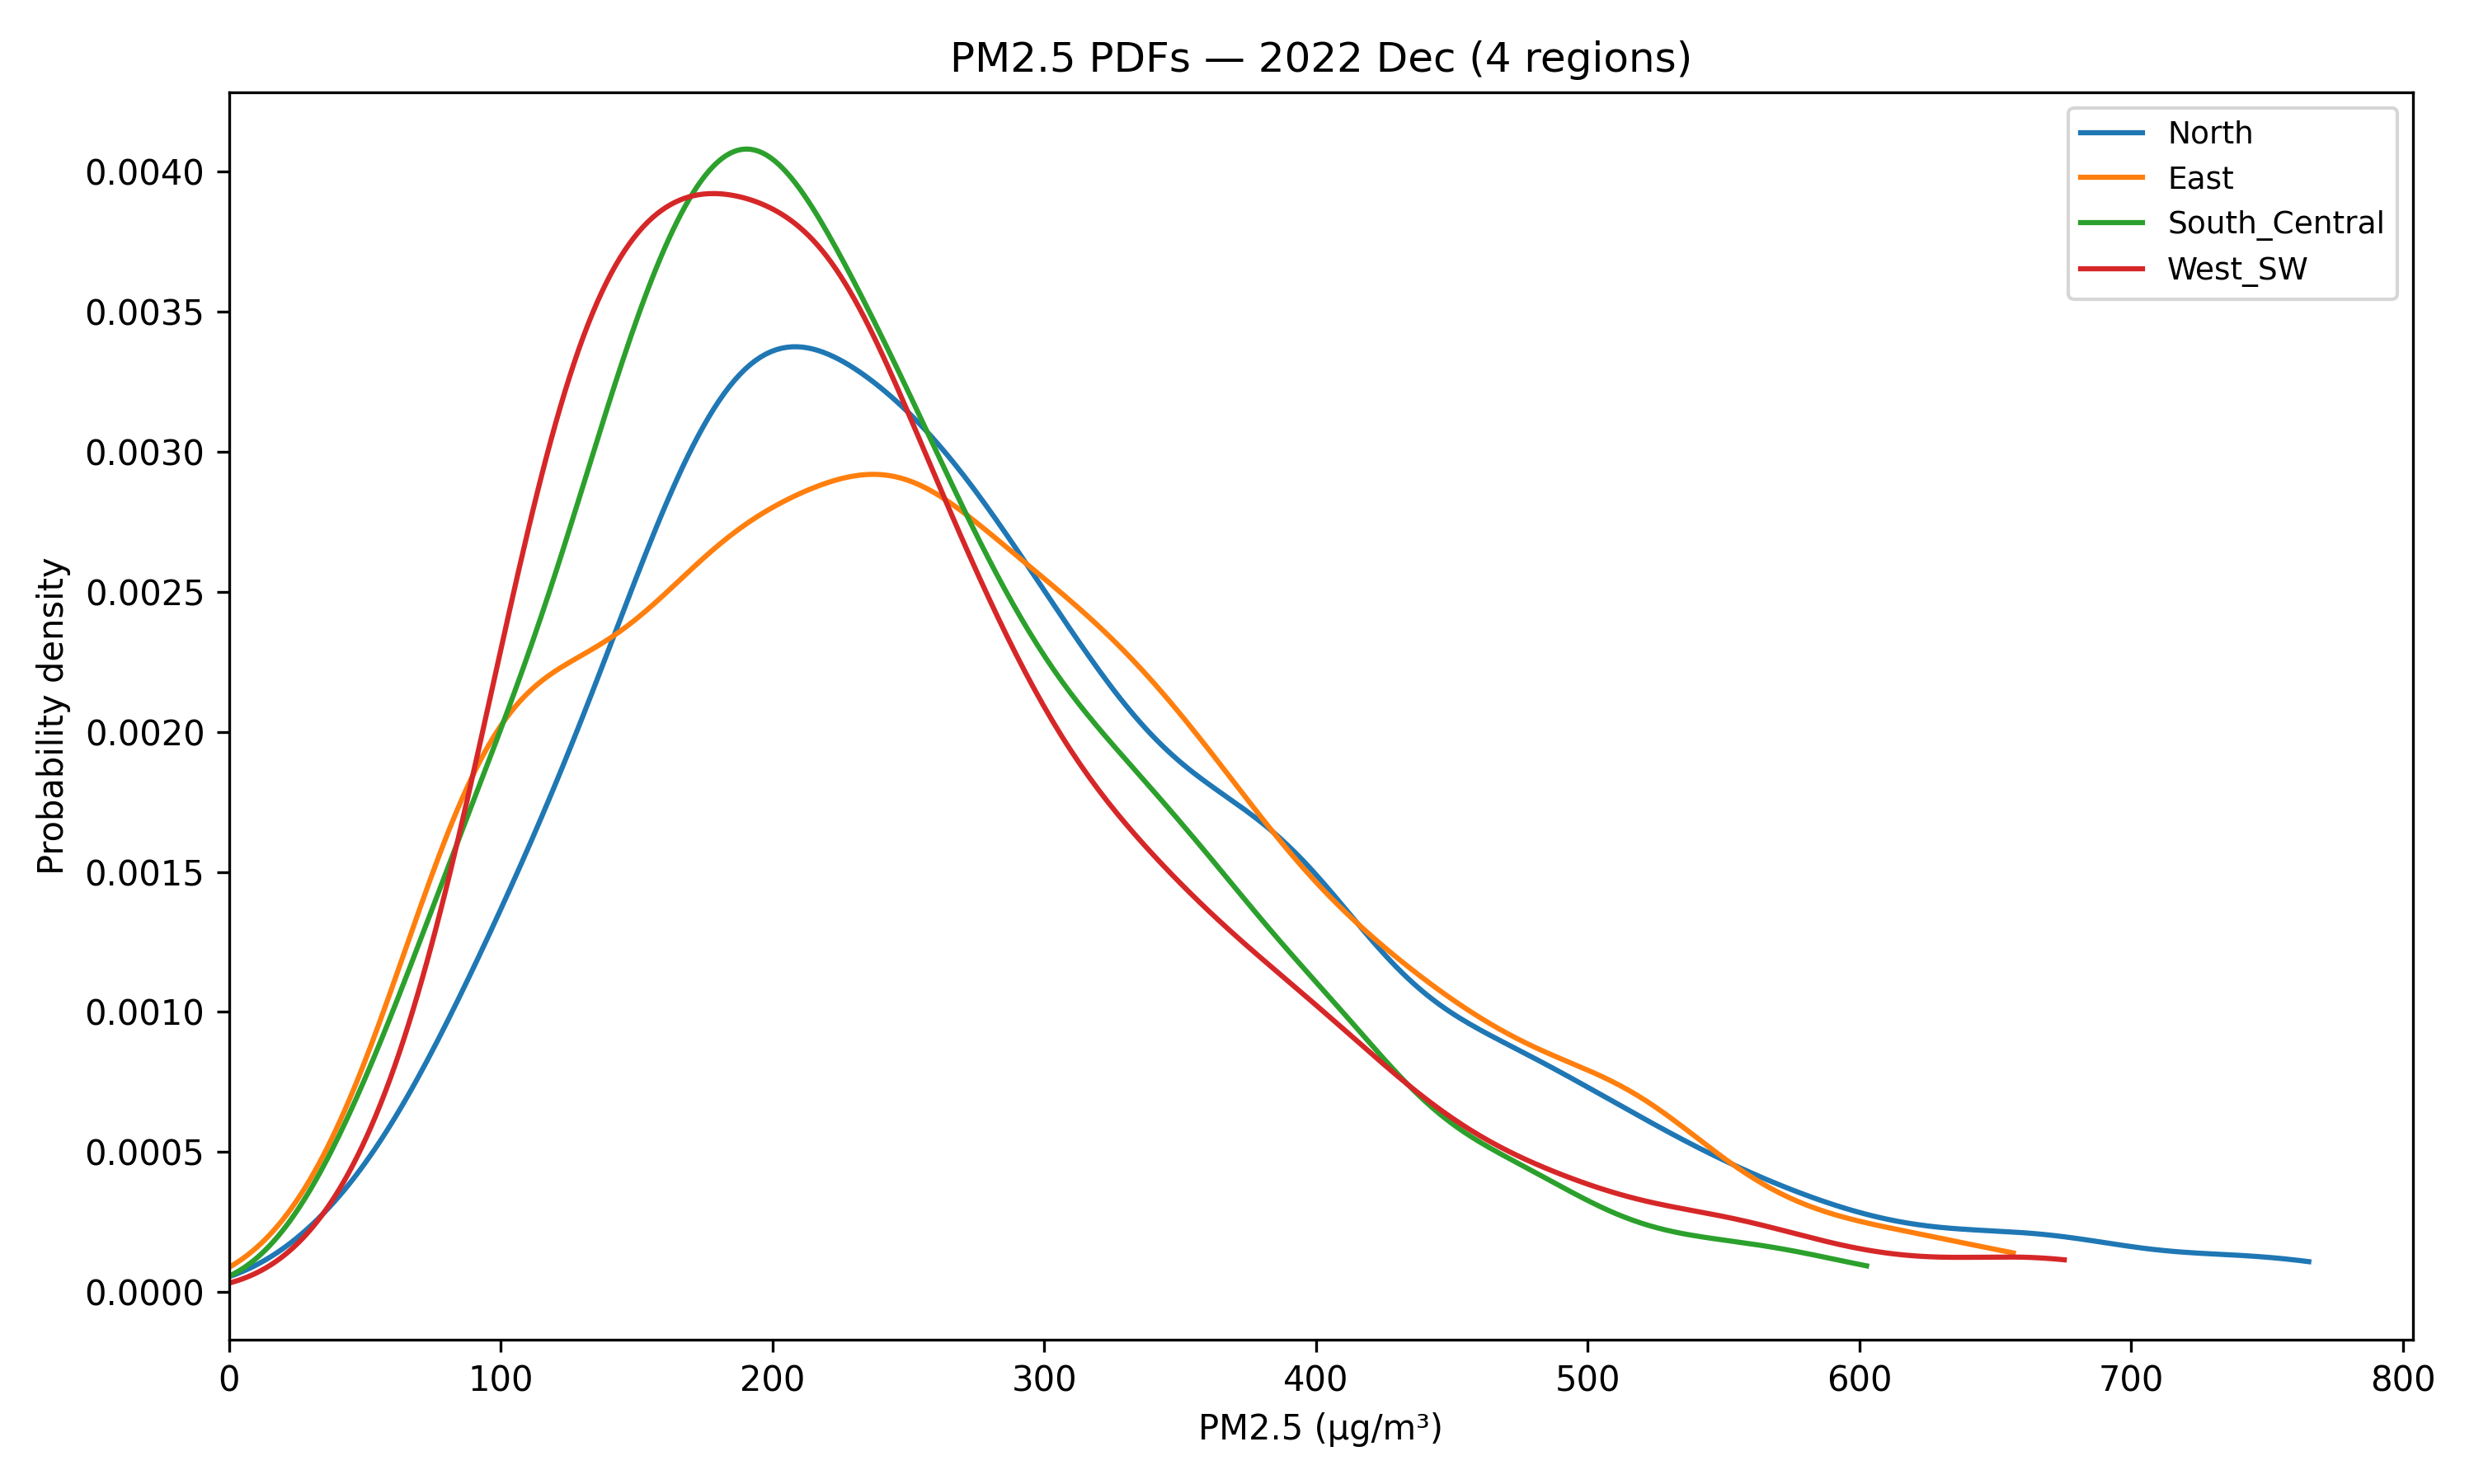 PM2.5 PDFs — 2022 Dec (4 regions)
North
East
South_Central
West_SW
Probability density
0.0040
0.0035
0.0030
0.0025
0.0020
0.0015
0.0010
0.0005
0.0000
0 100 200 300 400 500 600 700 800
PM2.5 (μg/m³)